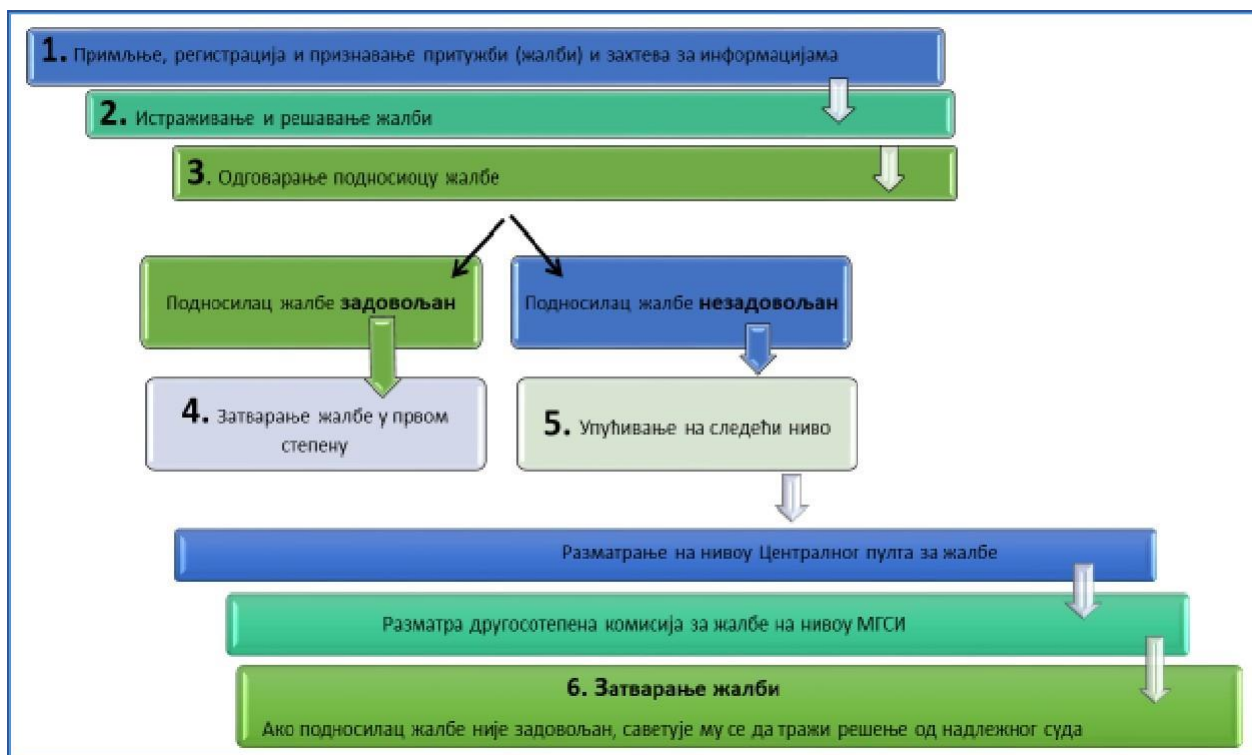 1. Примљње, регистрација и признавање притужби (жалби) и захтева за информацијама
2. Истраживање и решавање жалби
3. Одговарање подносиоцу жалбе
Подносилац жалбе задовољан
Подносилац жалбе незадовољан
4. Затварање жалбе у првом
степену
5. Упућивање на следећи ниво
Разматрање на нивоу Централног пулта за жалбе
Разматра другосотепена комисија за жалбе на нивоу МГСИ
6. Затварање жалби
Ако подносилац жалбе није задовољан, саветује му се да тражи решење од надлежног суда